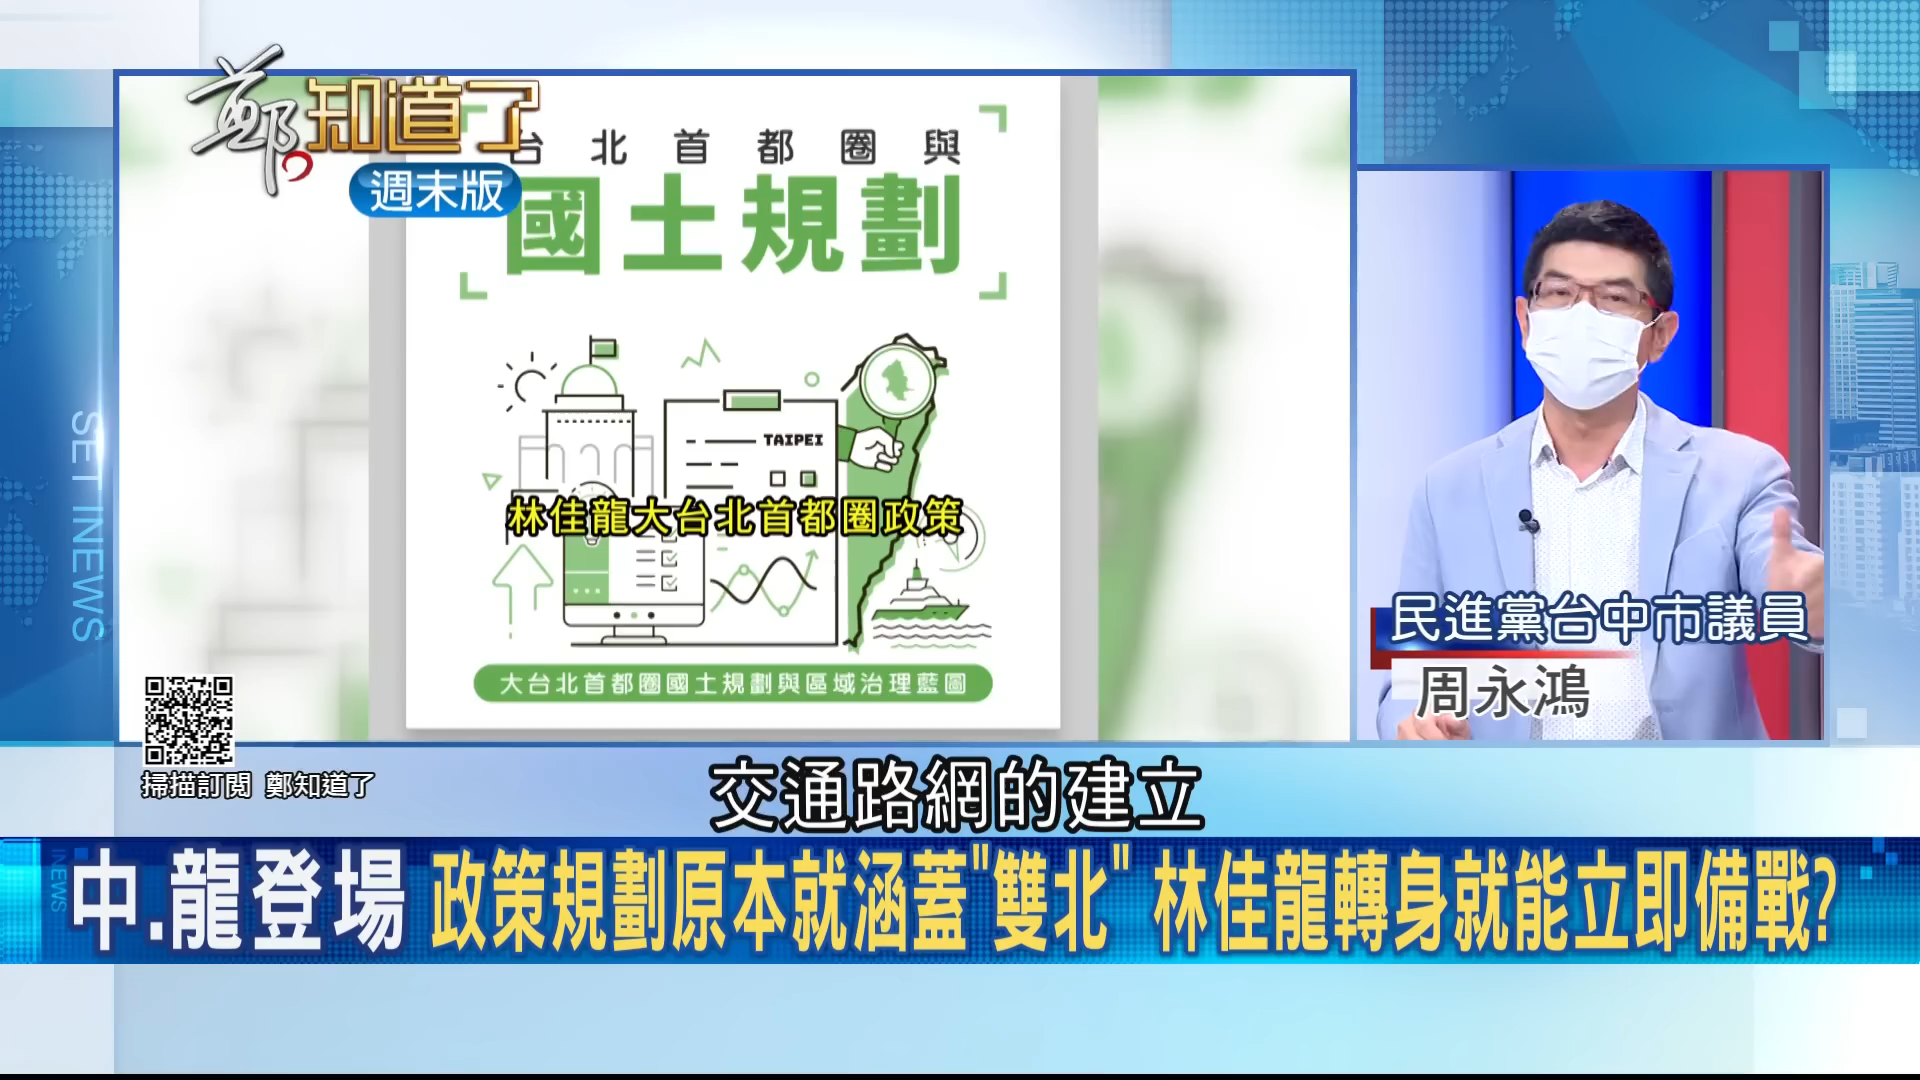 鄭知道了
週末版
台北首都圈與
國土規劃
TAIPEI
林佳龍大台北首都圈政策
大台北首都圈國土規劃與區域治理藍圖
SET INEWS
民進黨台中市議員
周永鴻
掃描訂閱 鄭知道了
交通路網的建立
INEWS
中.龍登場 政策規劃原本就涵蓋"雙北" 林佳龍轉身就能立即備戰?